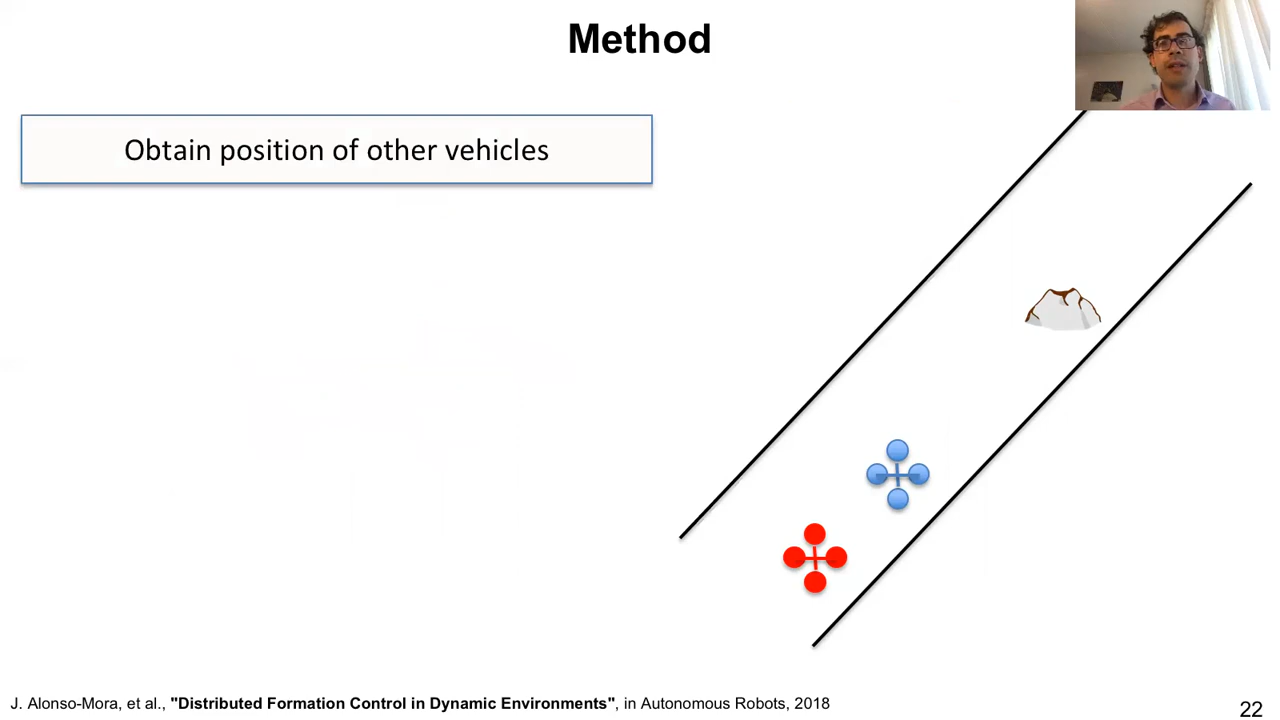 Method
Obtain position of other vehicles
J. Alonso-Mora, et al., "Distributed Formation Control in Dynamic Environments", in Autonomous Robots, 2018
22